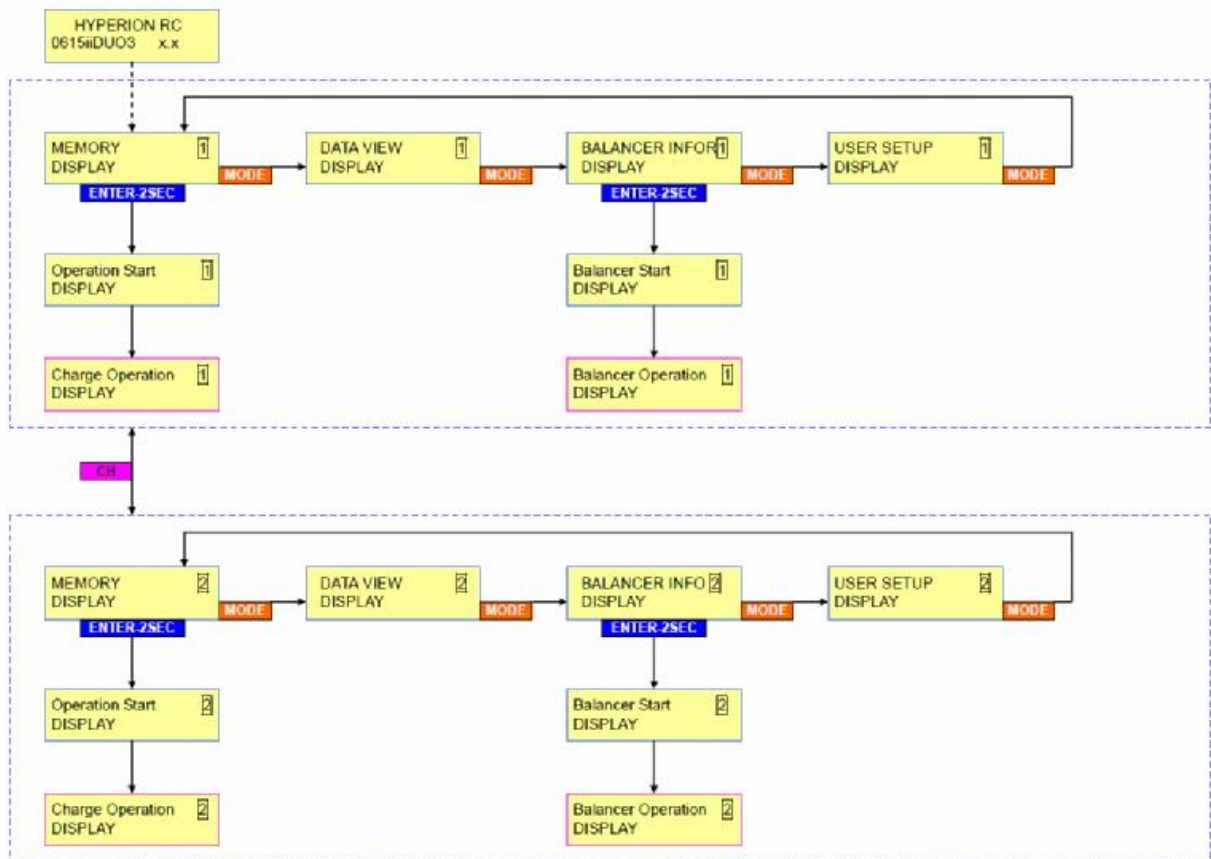 HYPERION RC
0615iiDUO3 x.x
MEMORY 1
DISPLAY
MODE
ENTER-2SEC
DATA VIEW 1
DISPLAY
MODE
BALANCER INFOR 1
DISPLAY
MODE
ENTER-2SEC
USER SETUP 1
DISPLAY
MODE
Operation Start 1
DISPLAY
Balancer Start 1
DISPLAY
Charge Operation 1
DISPLAY
Balancer Operation 1
DISPLAY
CH
MEMORY 2
DISPLAY
MODE
ENTER-2SEC
DATA VIEW 2
DISPLAY
MODE
BALANCER INFO 2
DISPLAY
MODE
ENTER-2SEC
USER SETUP 2
DISPLAY
MODE
Operation Start 2
DISPLAY
Balancer Start 2
DISPLAY
Charge Operation 2
DISPLAY
Balancer Operation 2
DISPLAY